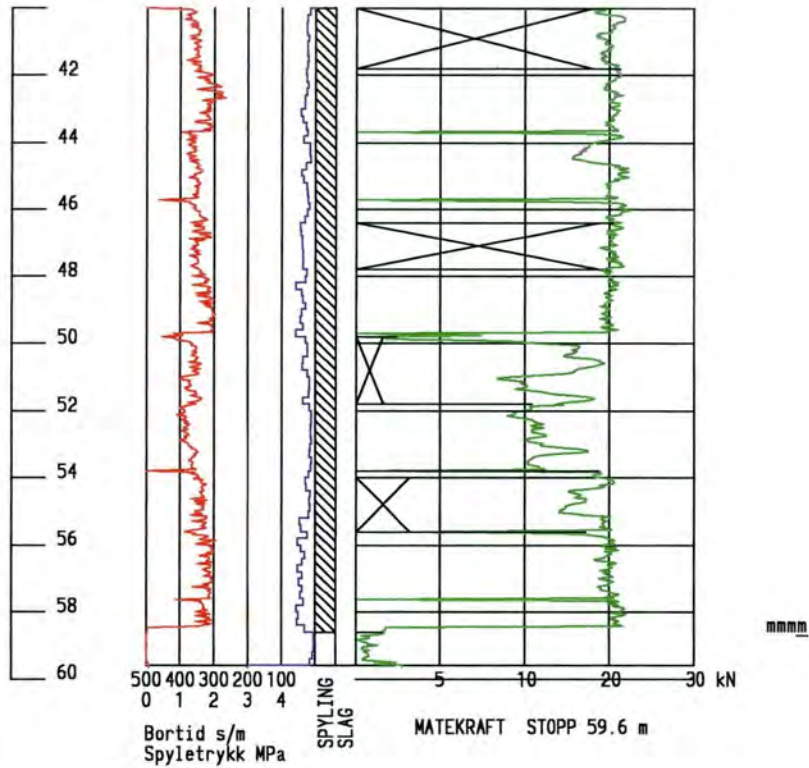 42
44
46
48
50
52
54
56
58
mmmm
60
500 400 300 200 100
0 1 2 3 4
5 10 20 30 kN
Bortid s/m
Spyletrykk MPa
SPYLING
SLAG
MATEKRAFT STOPP 59.6 m